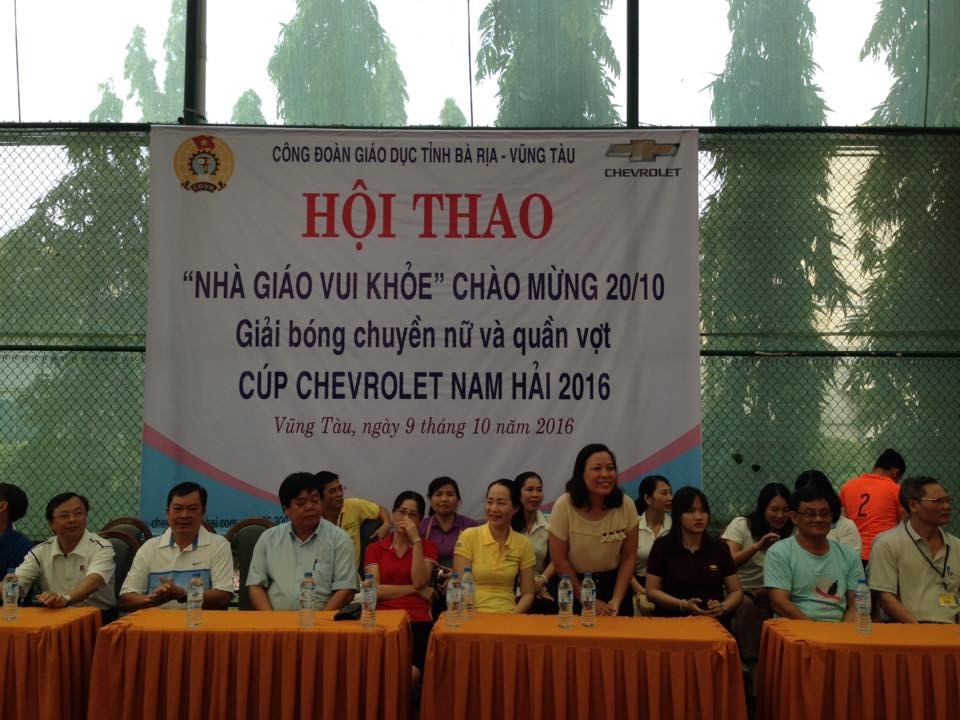 CÔNG ĐOÀN GIÁO DỤC TỈNH BÀ RỊA - VŨNG TÀU
CĐVN
CHEVROLET
HỘI THAO
“NHÀ GIÁO VUI KHỎE” CHÀO MỪNG 20/10
Giải bóng chuyền nữ và quần vợt
CÚP CHEVROLET NAM HẢI 2016
Vũng Tàu, ngày 9 tháng 10 năm 2016
2